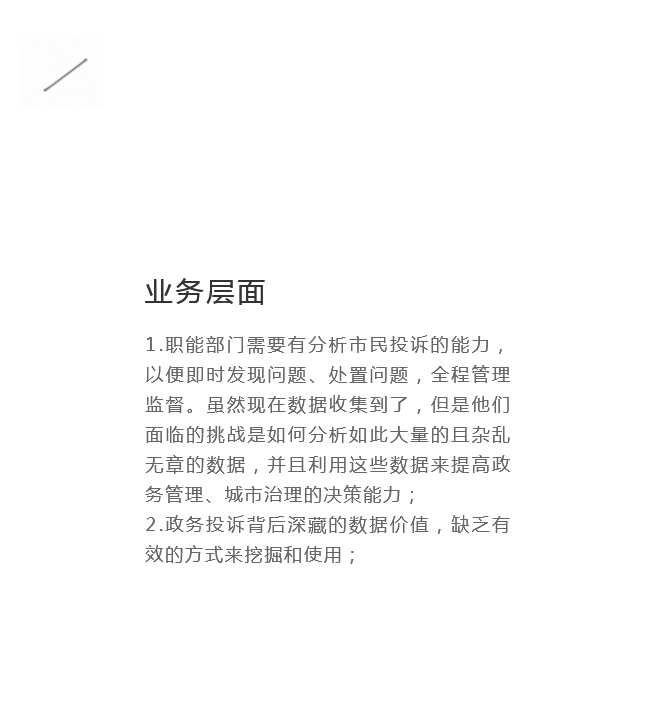 业务层面
1.职能部门需要有分析市民投诉的能力，
以便即时发现问题、处置问题，全程管理
监督。虽然现在数据收集到了，但是他们
面临的挑战是如何分析如此大量的且杂乱
无章的数据，并且利用这些数据来提高政
务管理、城市治理的决策能力；
2.政务投诉背后深藏的数据价值，缺乏有
效的方式来挖掘和使用；